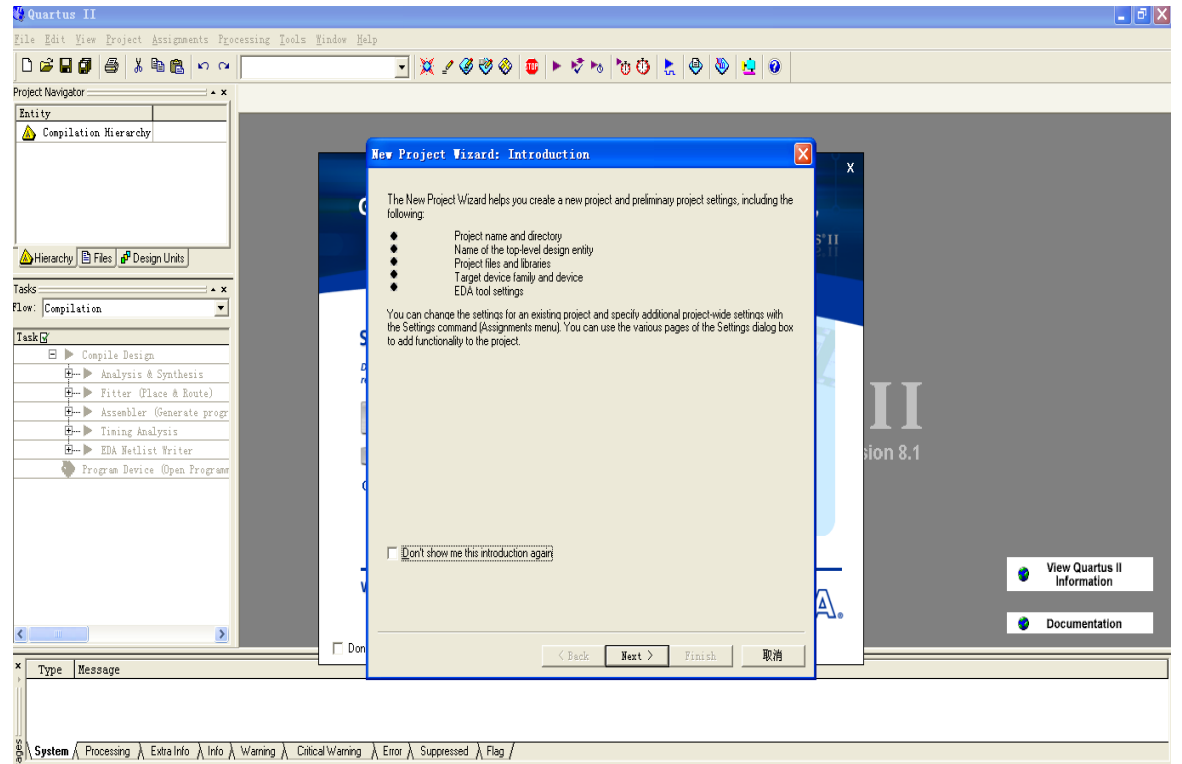 Quartus II
File Edit View Project Assignments Processing Tools Window Help
STOP
Project Navigator
Entity
Compilation Hierarchy
Hierarchy Files Design Units
Tasks
Flow: Compilation
Task
Compile Design
Analysis & Synthesis
Fitter (Place & Route)
Assembler (Generate progr
Timing Analysis
EDA Netlist Writer
Program Device (Open Programm
New Project Wizard: Introduction
The New Project Wizard helps you create a new project and preliminary project settings, including the
following:
Project name and directory
Name of the top-level design entity
Project files and libraries
Target device family and device
EDA tool settings
You can change the settings for an existing project and specify additional project-wide settings with
the Settings command (Assignments menu). You can use the various pages of the Settings dialog box
to add functionality to the project.
Don't show me this introduction again
< Back Next > Finish 取消
X
II
sion 8.1
View Quartus II
Information
Documentation
Don
Type Message
System Processing Extra Info Info Warning Critical Warning Error Suppressed Flag